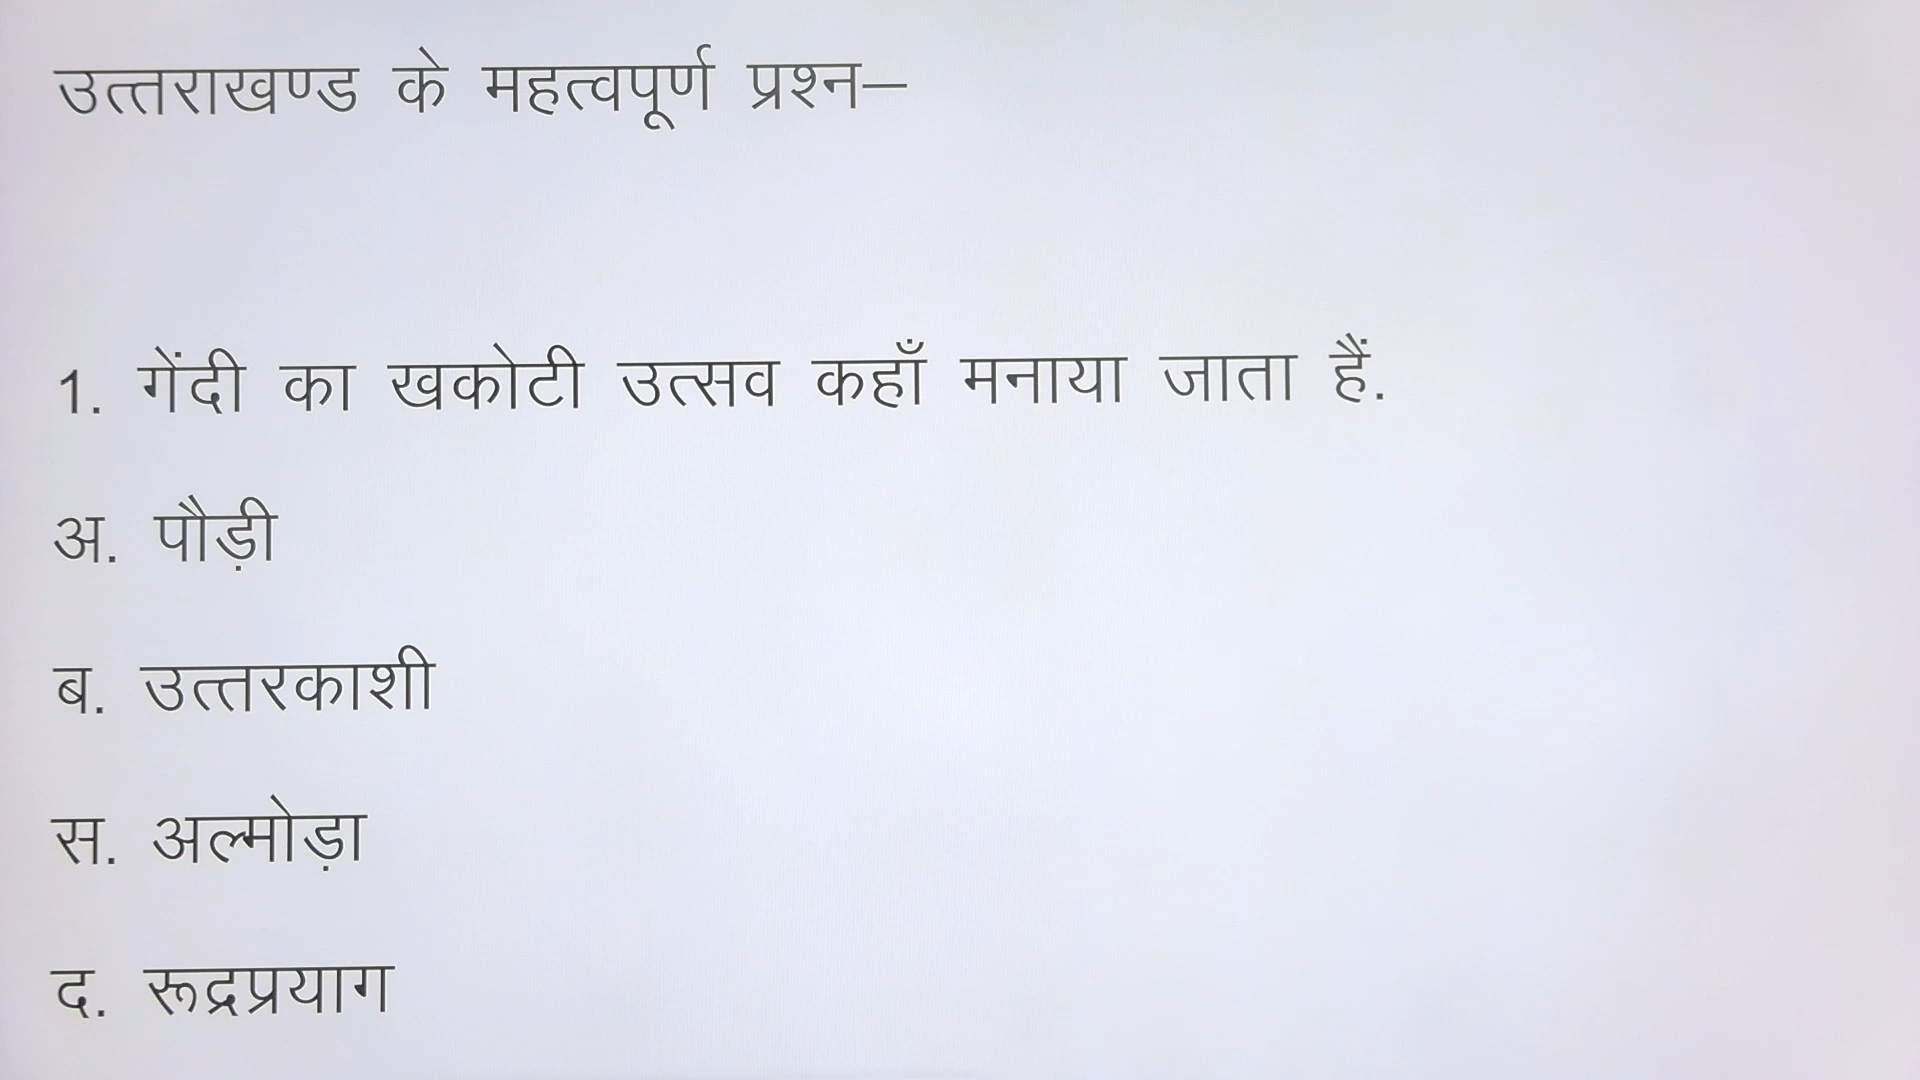 उत्तराखण्ड के महत्वपूर्ण प्रश्न–
1. गेंदी का खकोटी उत्सव कहाँ मनाया जाता हैं.
अ. पौड़ी
ब. उत्तरकाशी
स. अल्मोड़ा
द. रूद्रप्रयाग